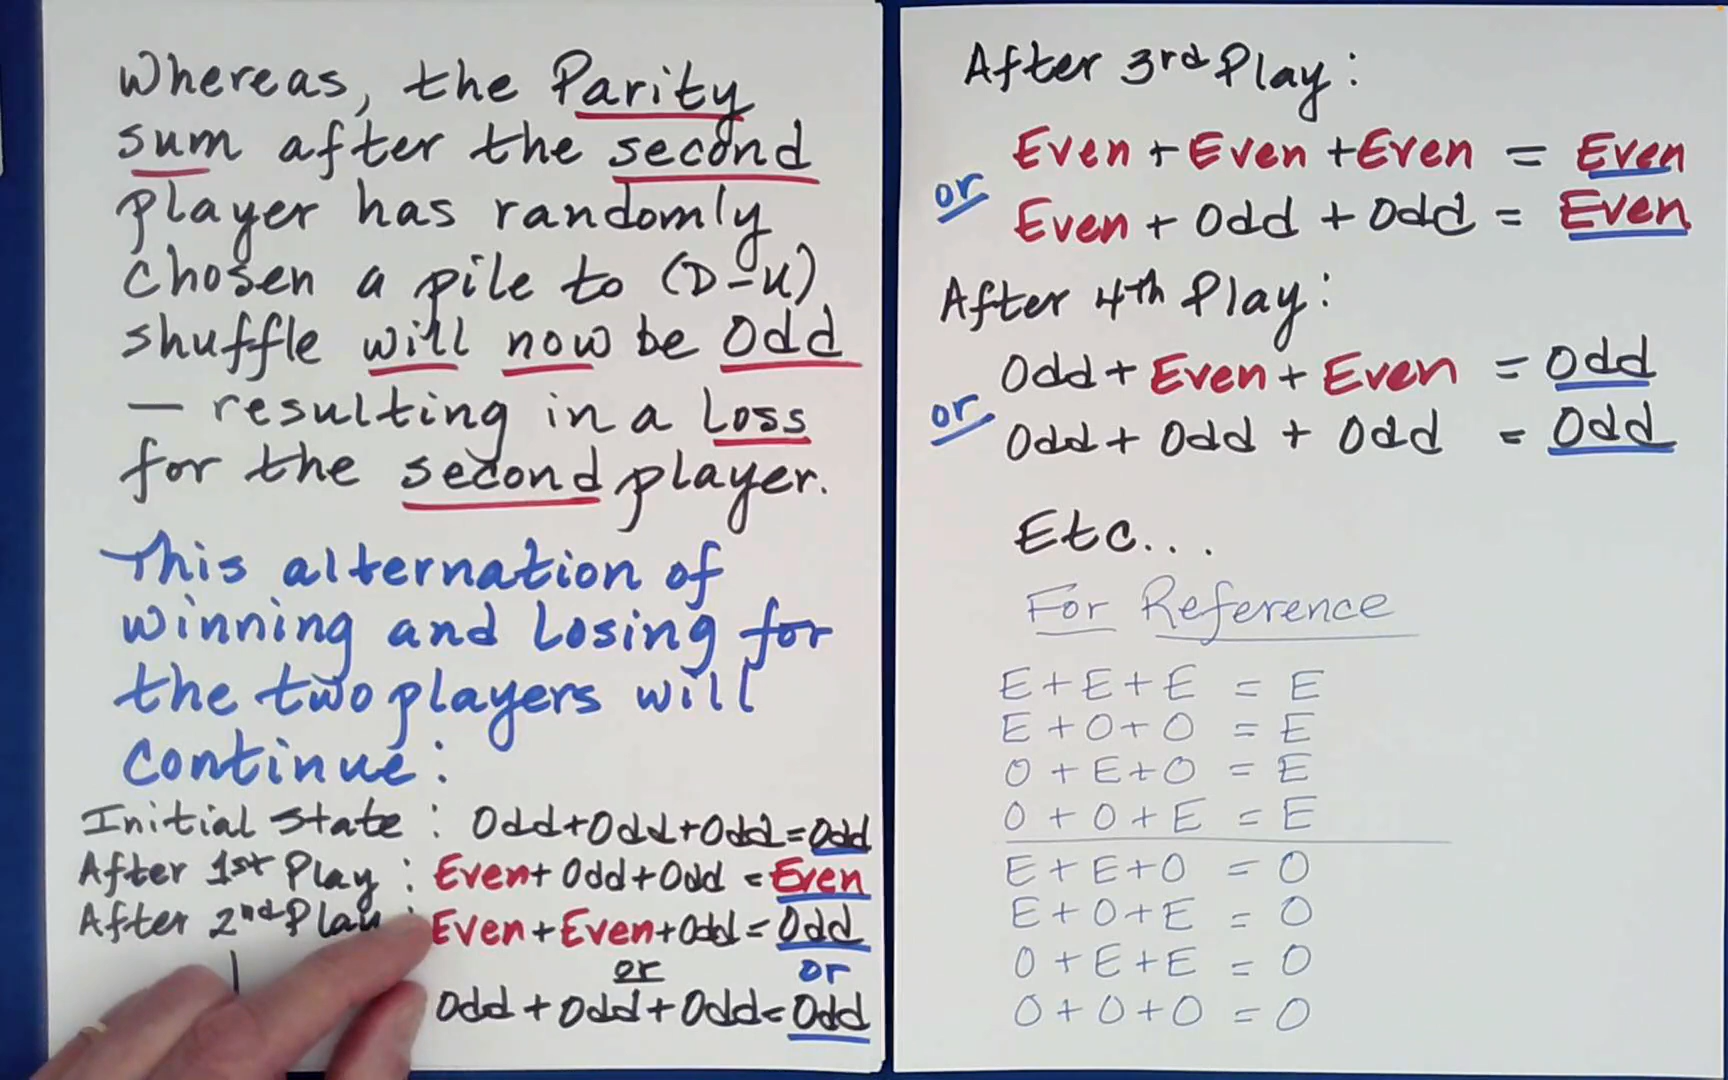 Whereas, the Parity
sum after the second
player has randomly
chosen a pile to (D-U)
shuffle will now be Odd
— resulting in a Loss
for the second player.
This alternation of
winning and Losing for
the two players will
continue:
Initial State: Odd+Odd+Odd=Odd
After 1st Play: Even+Odd+Odd=Even
After 2nd Play: Even+Even+Odd=Odd
or or
Odd+Odd+Odd=Odd
After 3rd Play:
Even+Even+Even = Even
or
Even+Odd+Odd = Even
After 4th Play:
Odd+Even+Even = Odd
or
Odd+Odd+Odd = Odd
Etc...
For Reference
E+E+E = E
E+O+O = E
O+E+O = E
O+O+E = E
E+E+O = O
E+O+E = O
O+E+E = O
O+O+O = O